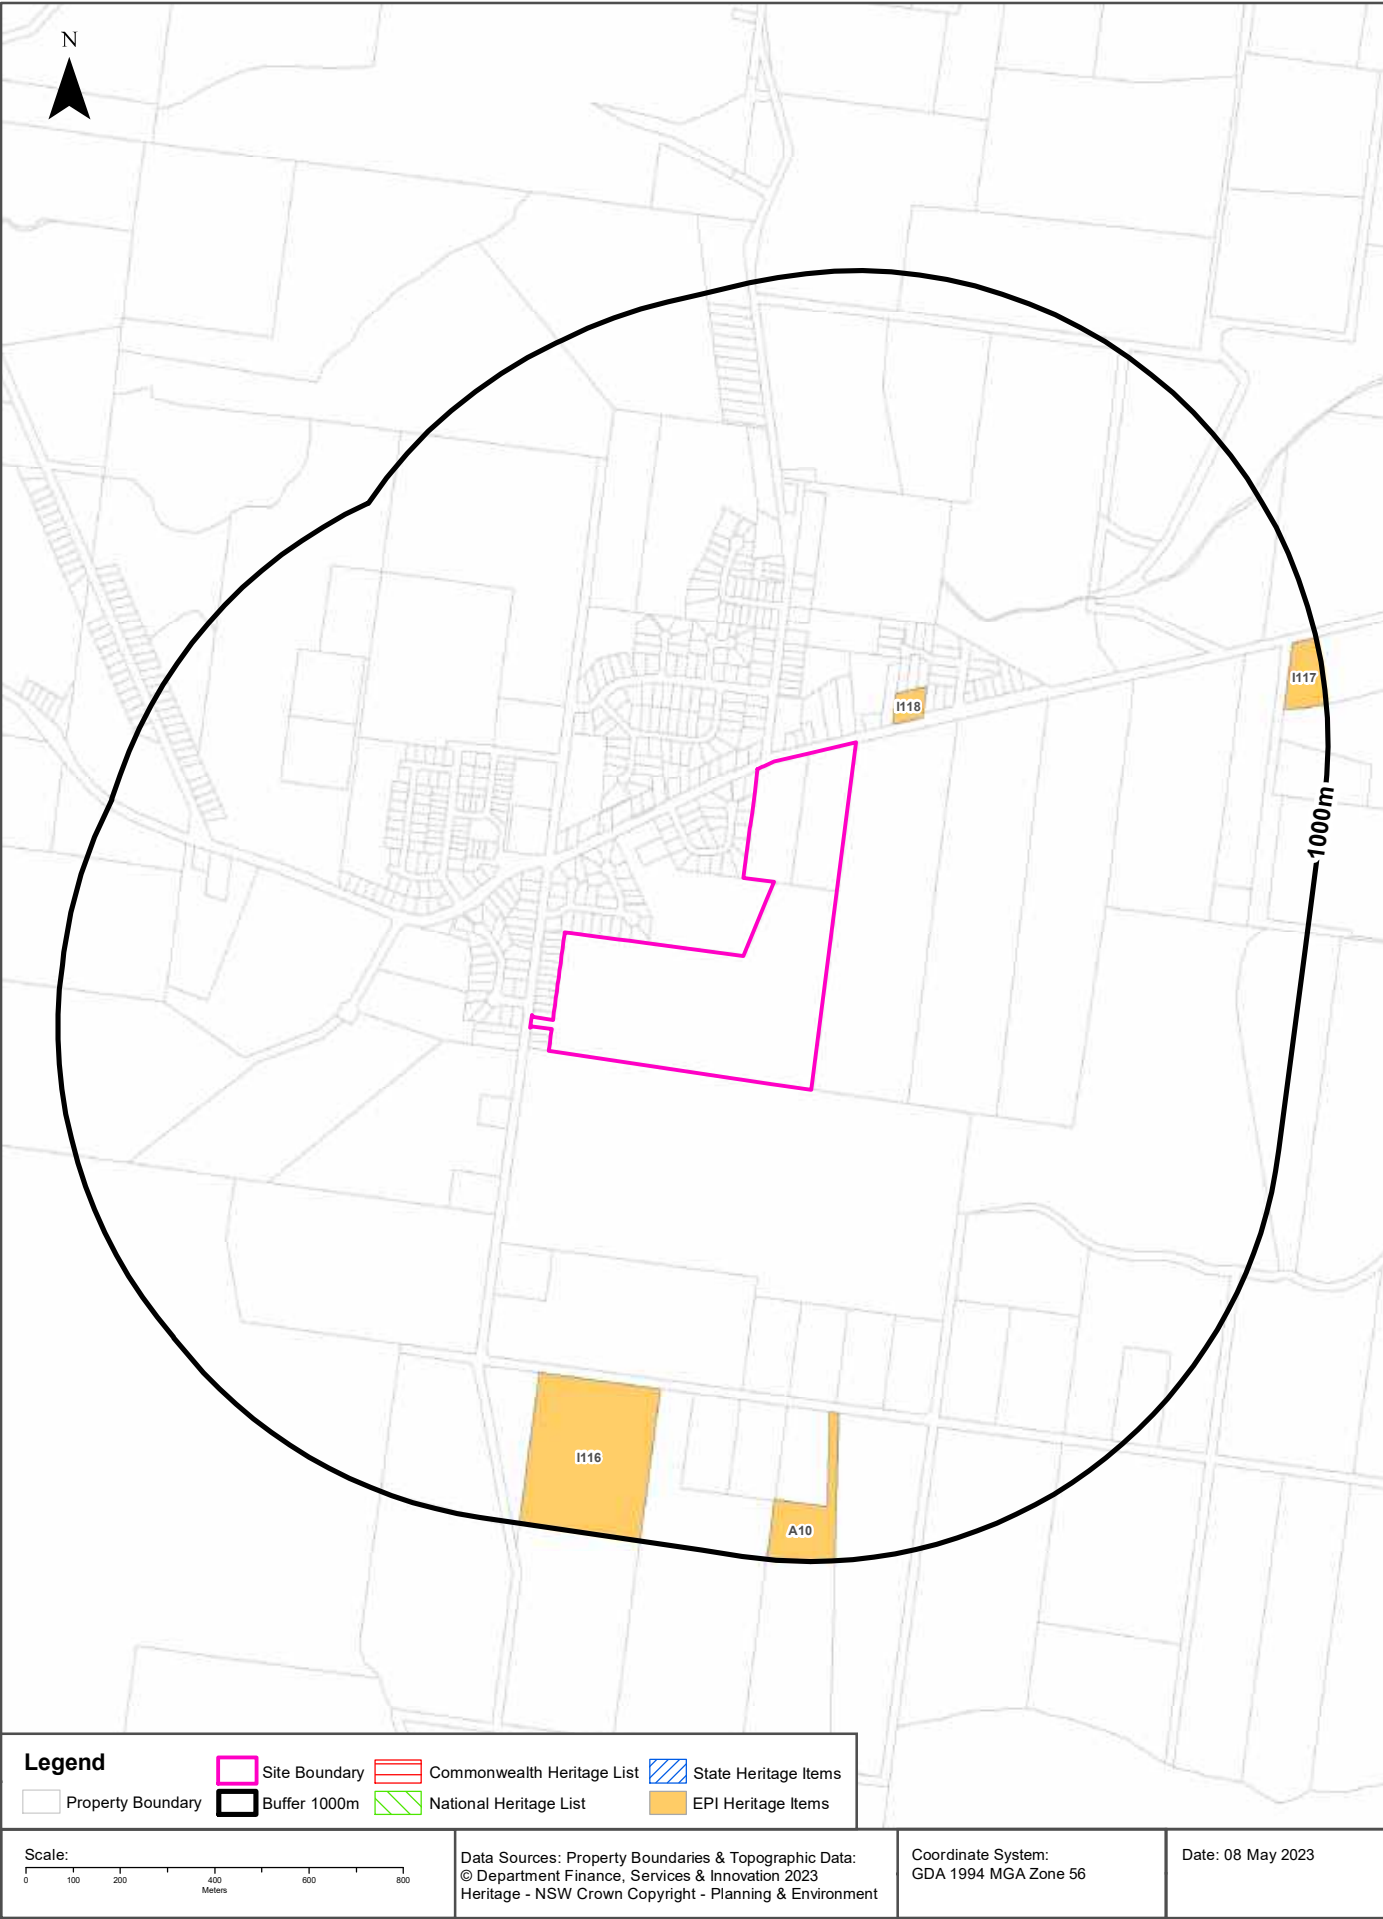 N
I117
I118
1000m
I116
A10
Legend
Site Boundary
Commonwealth Heritage List
State Heritage Items
Property Boundary
Buffer 1000m
National Heritage List
EPI Heritage Items
Scale:
0 100 200 400 600 800
Meters
Data Sources: Property Boundaries & Topographic Data:
© Department Finance, Services & Innovation 2023
Heritage - NSW Crown Copyright - Planning & Environment
Coordinate System:
GDA 1994 MGA Zone 56
Date: 08 May 2023